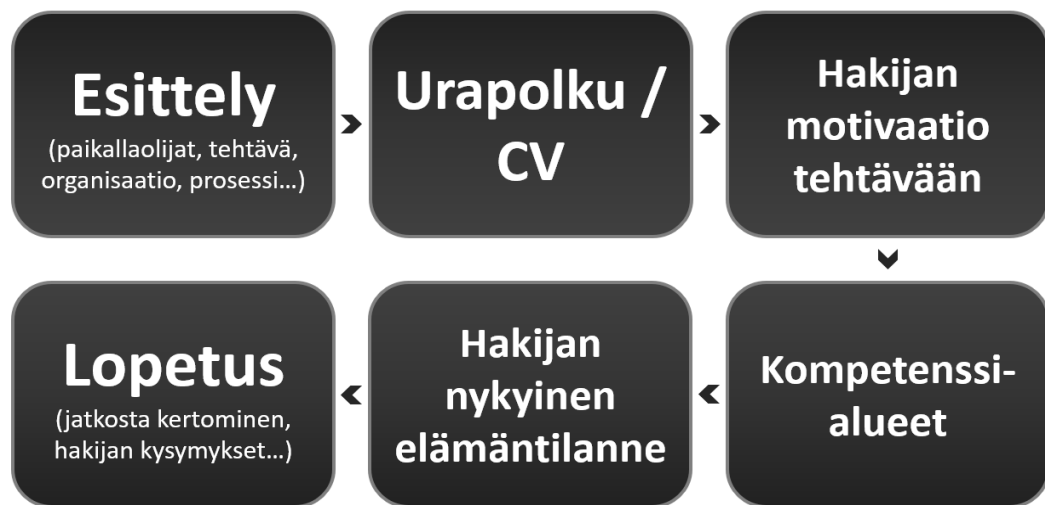 Esittely
(paikallaolijat, tehtävä,
organisaatio, prosessi...)
Urapolku /
CV
Hakijan
motivaatio
tehtävään
Kompetenssi-
alueet
Hakijan
nykyinen
elämäntilanne
Lopetus
(jatkosta kertominen,
hakijan kysymykset...)